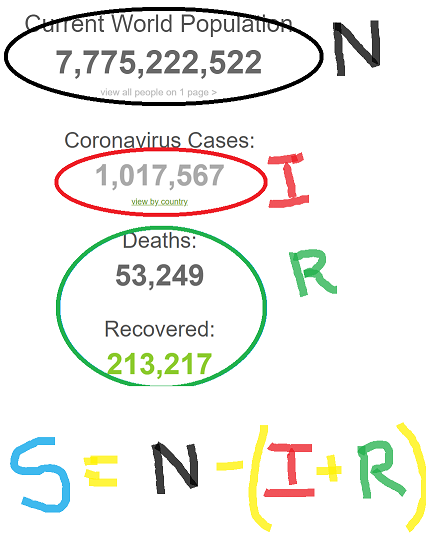 Current World Population
7,775,222,522
N
view all people on 1 page >
Coronavirus Cases:
1,017,567
I
view by country
Deaths:
53,249
R
Recovered:
213,217
S = N - (I + R)